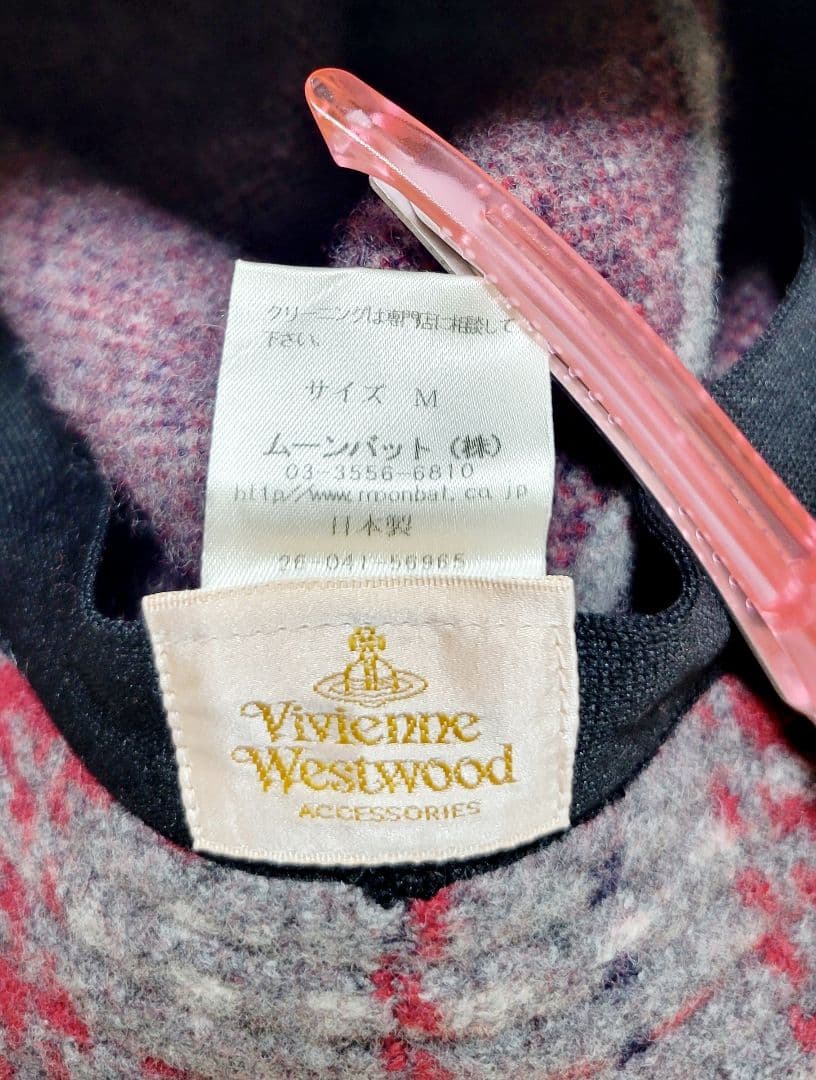 クリーニングは専門店に相談して
下さい。
サイズ M
ムーンバット（株）
03-3556-6810
http//www.moonbat.co.jp
日本製
26-041-56965
Vivienne
Westwood
ACCESSORIES